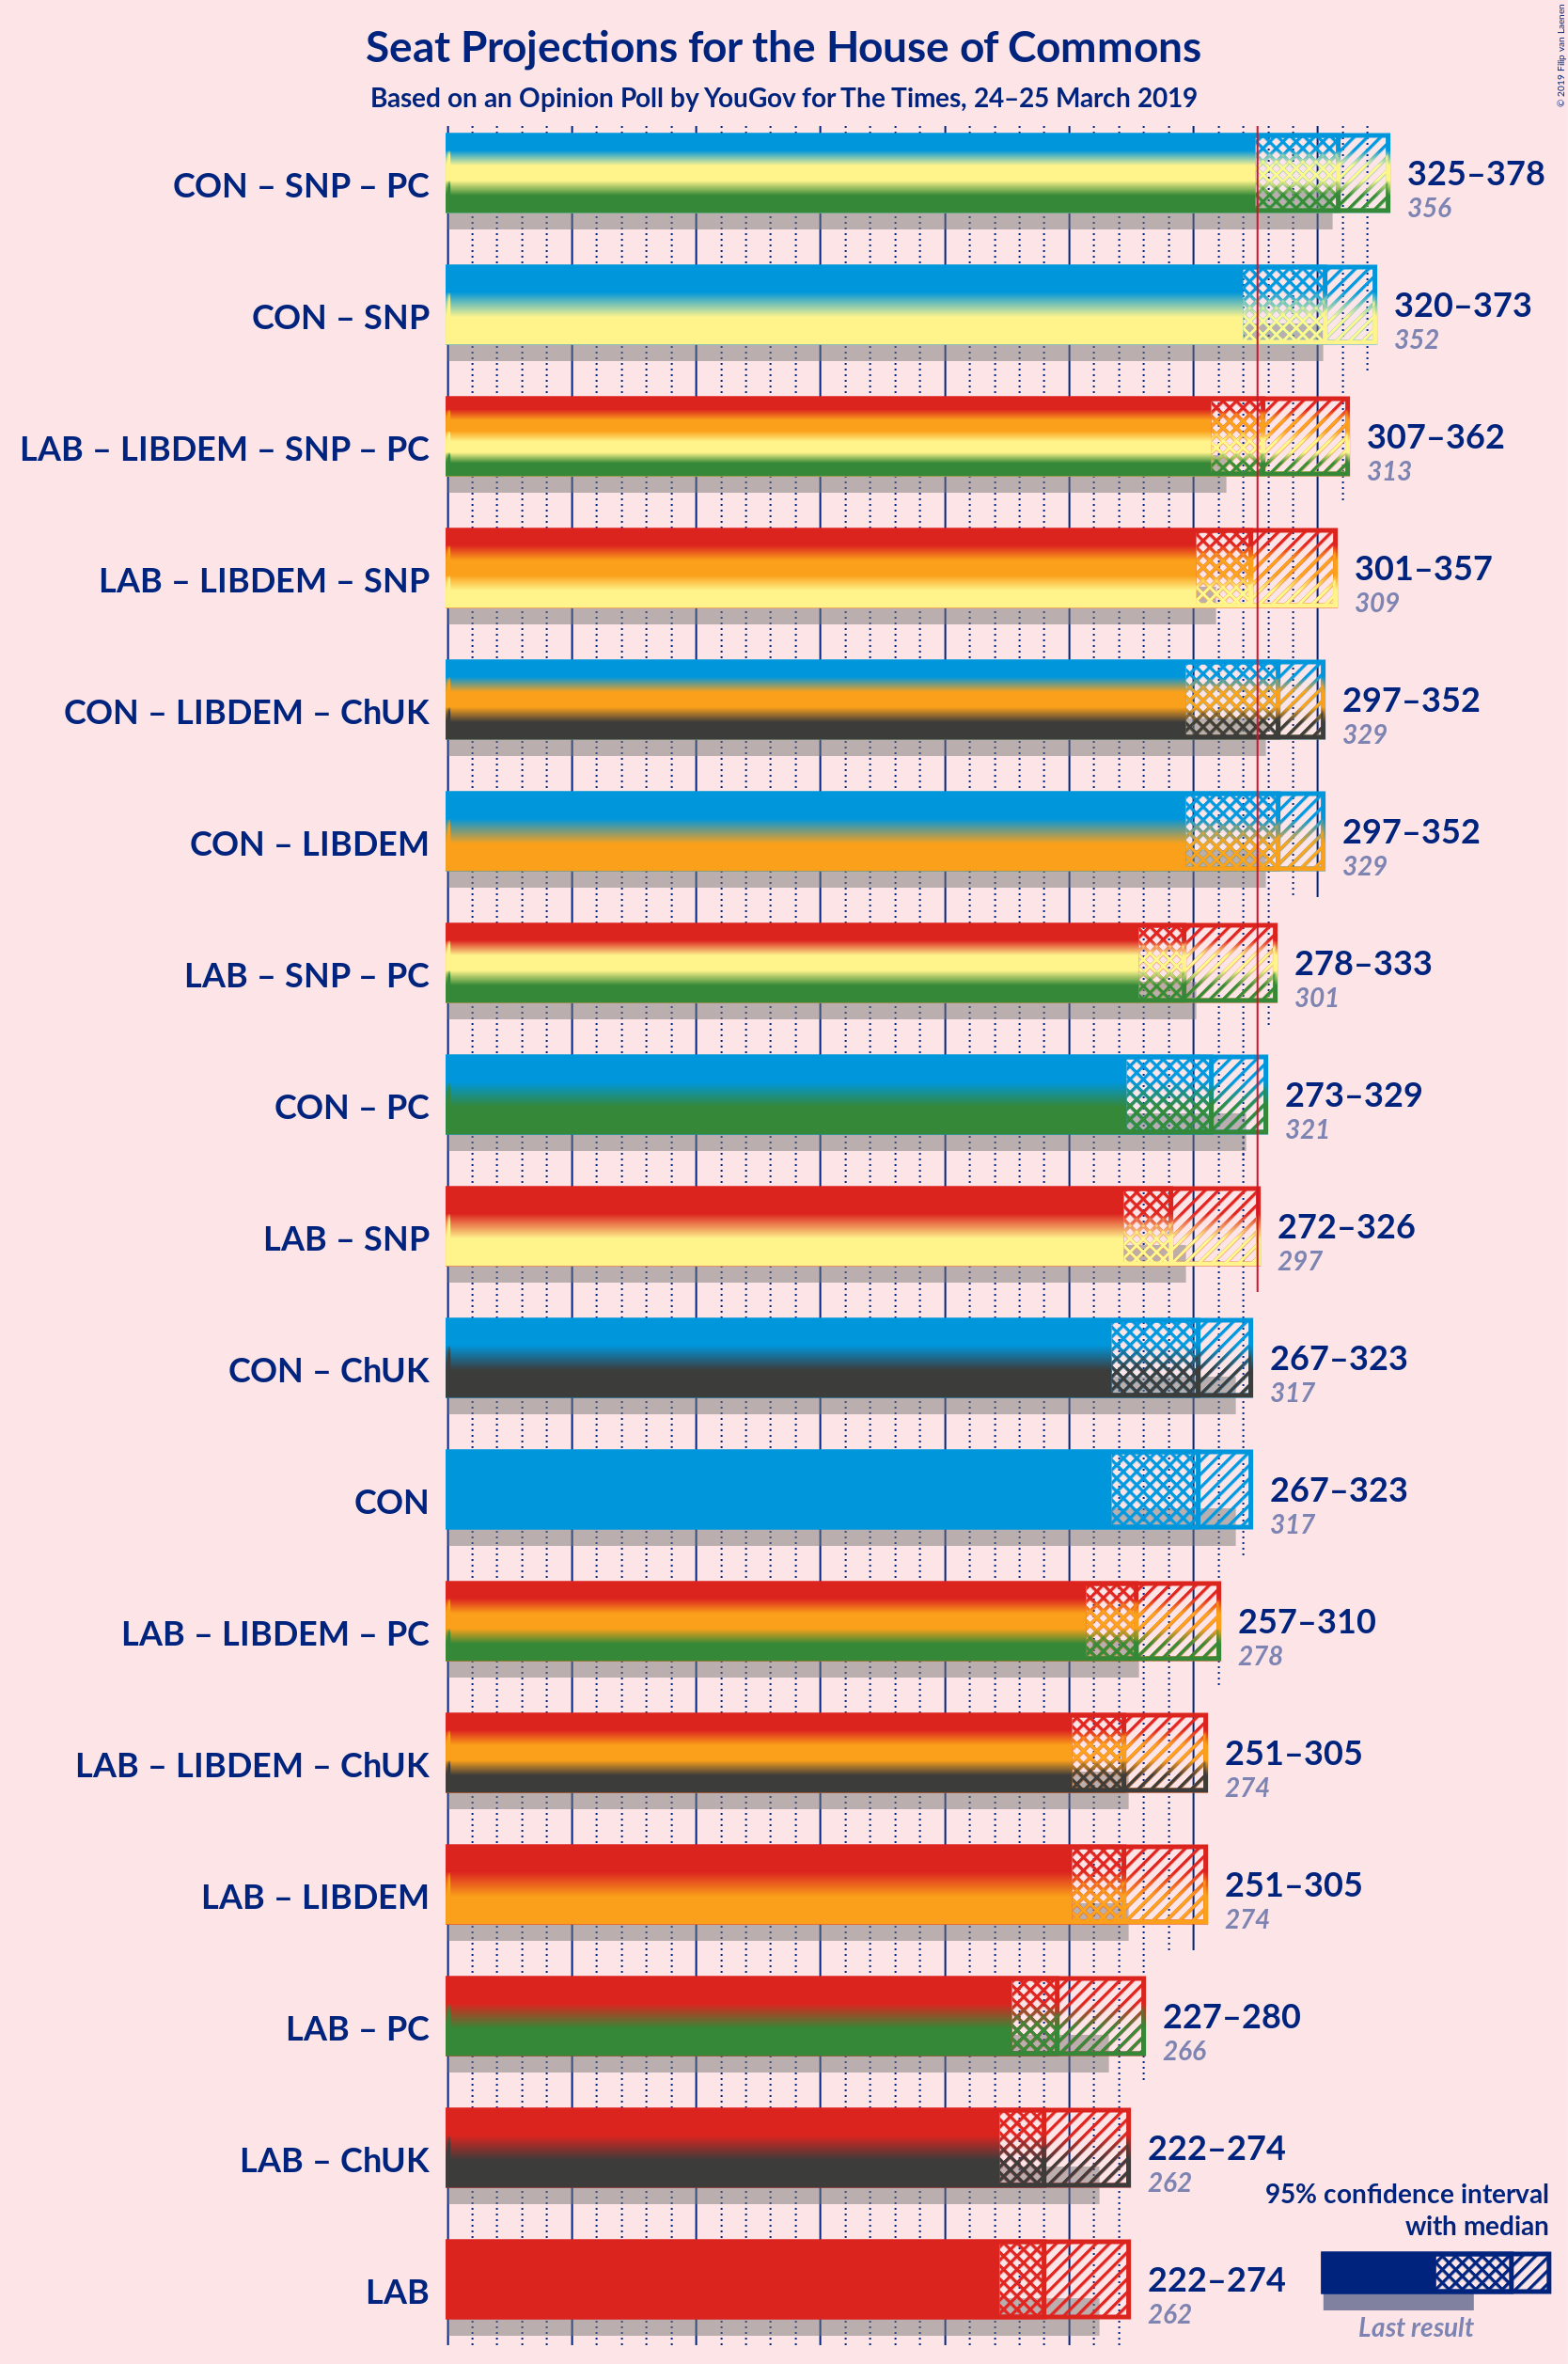 Seat Projections for the House of Commons
Based on an Opinion Poll by YouGov for The Times, 24–25 March 2019
© 2019 Filip van Laenen
CON – SNP – PC
325–378
356
CON – SNP
320–373
352
LAB – LIBDEM – SNP – PC
307–362
313
LAB – LIBDEM – SNP
301–357
309
CON – LIBDEM – ChUK
297–352
329
CON – LIBDEM
297–352
329
LAB – SNP – PC
278–333
301
CON – PC
273–329
321
LAB – SNP
272–326
297
CON – ChUK
267–323
317
CON
267–323
317
LAB – LIBDEM – PC
257–310
278
LAB – LIBDEM – ChUK
251–305
274
LAB – LIBDEM
251–305
274
LAB – PC
227–280
266
LAB – ChUK
222–274
262
LAB
222–274
262
95% confidence interval
with median
Last result